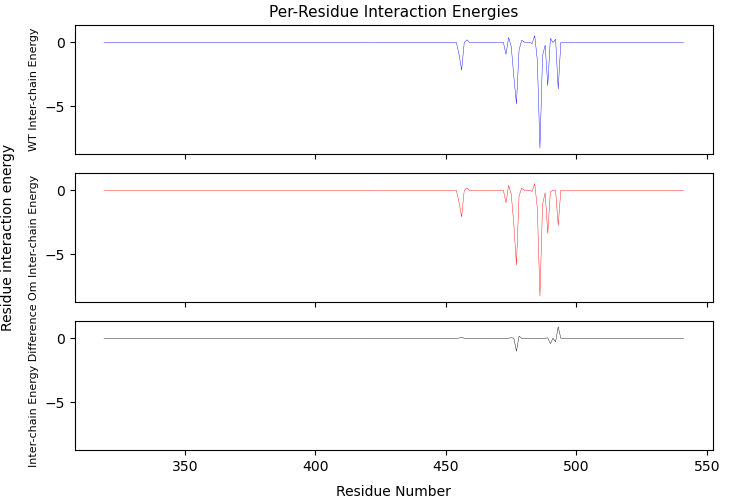 Per-Residue Interaction Energies
Residue interaction energy
WT Inter-chain Energy
0
−5
Om Inter-chain Energy
0
−5
Inter-chain Energy Difference
0
−5
350
400
450
500
550
Residue Number